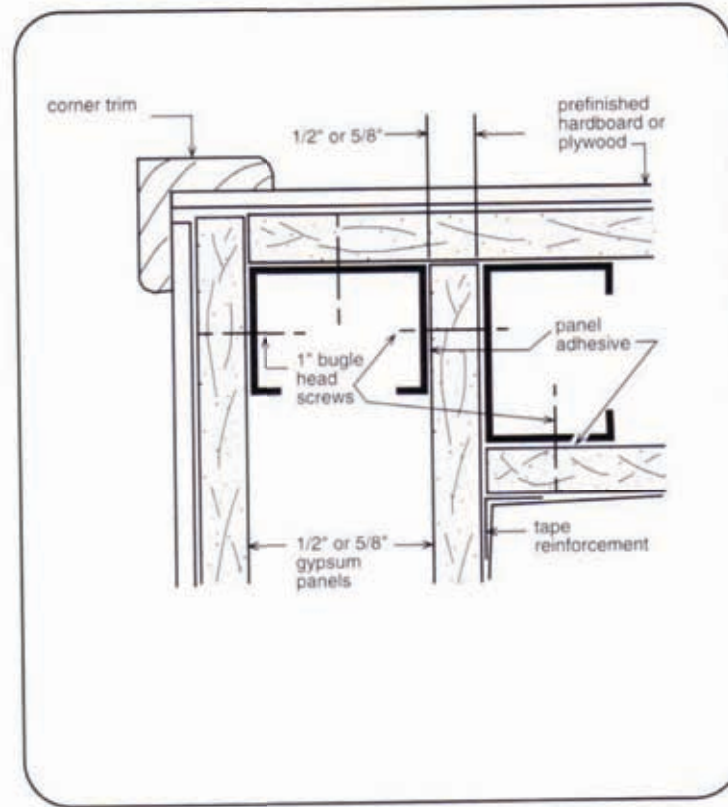 corner trim
1/2" or 5/8"
prefinished
hardboard or
plywood
panel
adhesive
1" bugle
head
screws
1/2" or 5/8"
gypsum
panels
tape
reinforcement